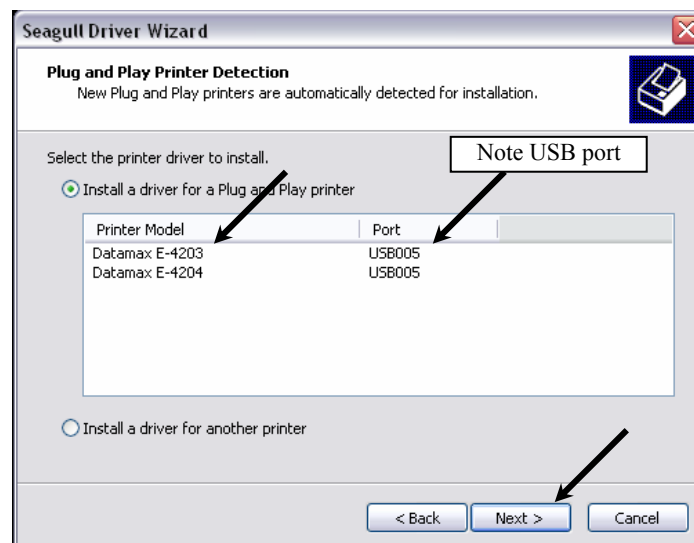 Seagull Driver Wizard
Plug and Play Printer Detection
New Plug and Play printers are automatically detected for installation.
Select the printer driver to install.
Note USB port
Install a driver for a Plug and Play printer
Printer Model Port
Datamax E-4203 USB005
Datamax E-4204 USB005
Install a driver for another printer
< Back Next > Cancel